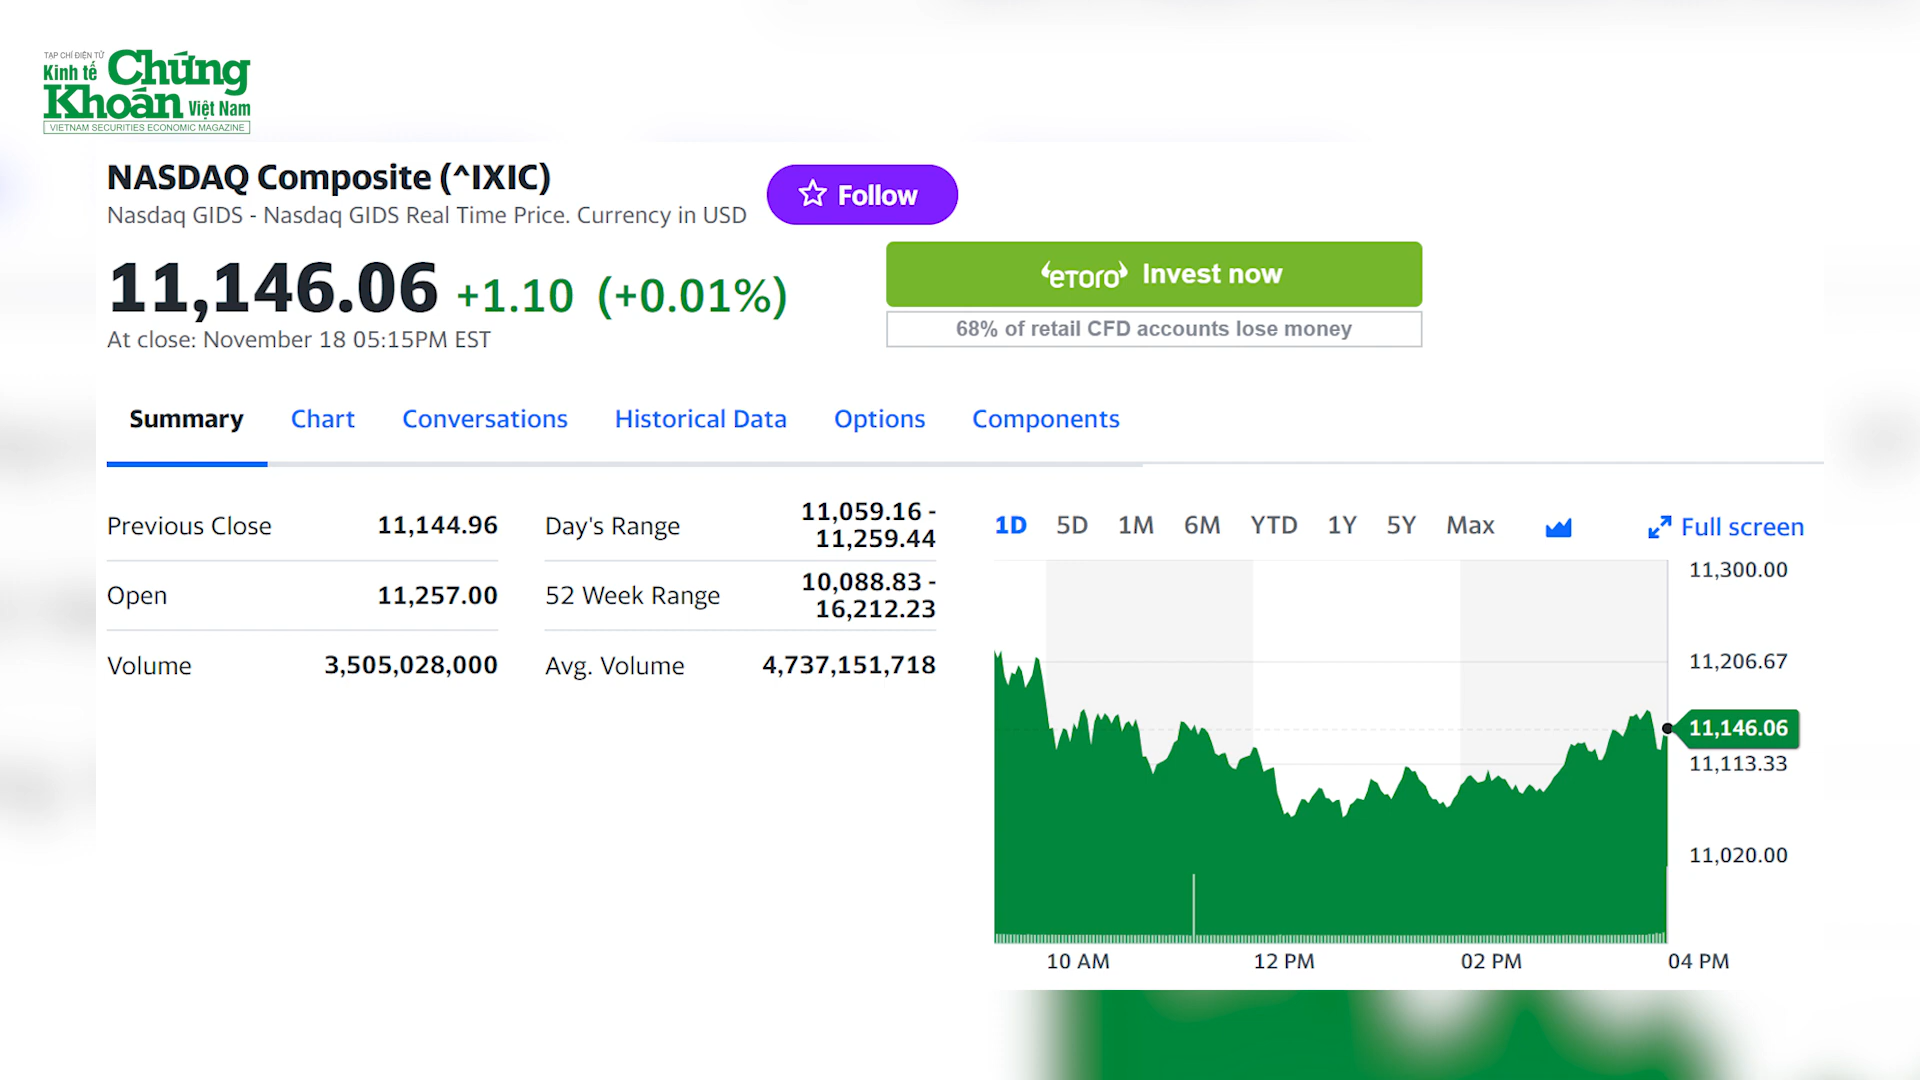 TẠP CHÍ ĐIỆN TỬ
Kinh tế Chứng
Khoán Việt Nam
VIETNAM SECURITIES ECONOMIC MAGAZINE
NASDAQ Composite (^IXIC)
Nasdaq GIDS - Nasdaq GIDS Real Time Price. Currency in USD
Follow
11,146.06 +1.10 (+0.01%)
At close: November 18 05:15PM EST
eToro Invest now
68% of retail CFD accounts lose money
Summary Chart Conversations Historical Data Options Components
Previous Close 11,144.96
Open 11,257.00
Volume 3,505,028,000
Day's Range 11,059.16 -
11,259.44
52 Week Range 10,088.83 -
16,212.23
Avg. Volume 4,737,151,718
1D 5D 1M 6M YTD 1Y 5Y Max Full screen
11,300.00
11,206.67
11,146.06
11,113.33
11,020.00
10 AM 12 PM 02 PM 04 PM